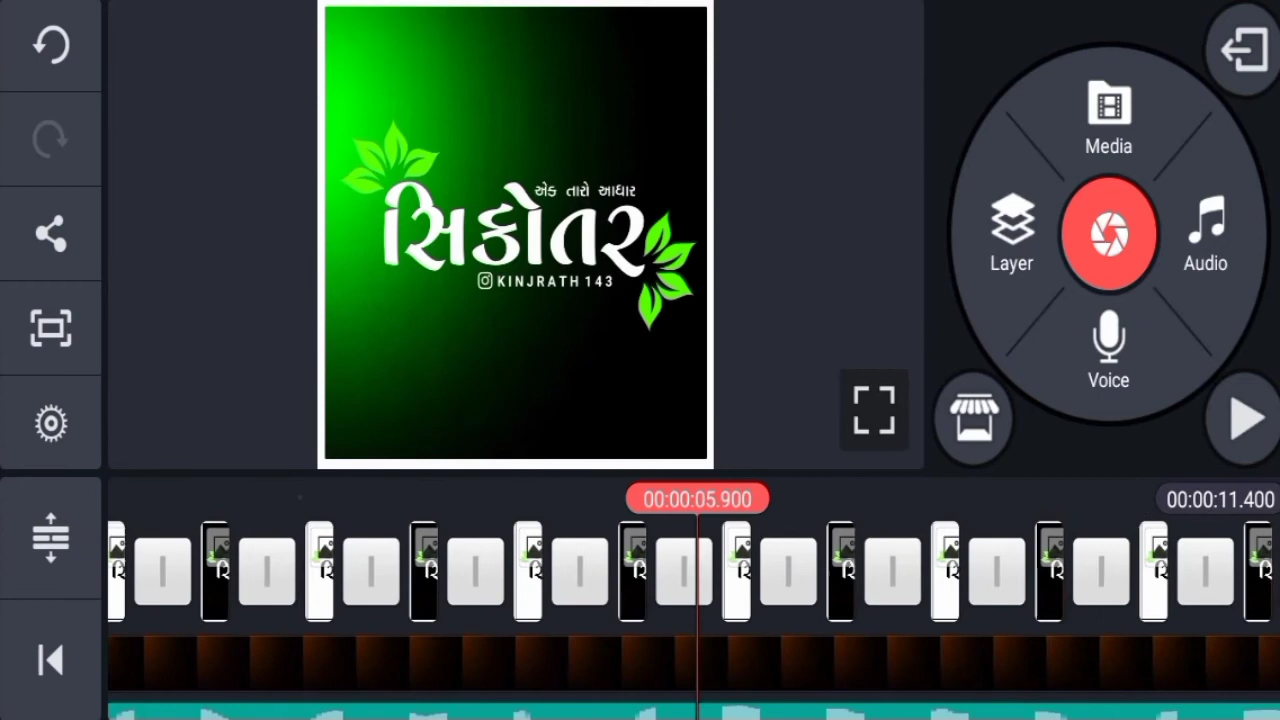 Media
Layer
Audio
Voice
એક તારો આધાર
સિકોતર
KINJRATH 143
00:00:05.900
00:00:11.400